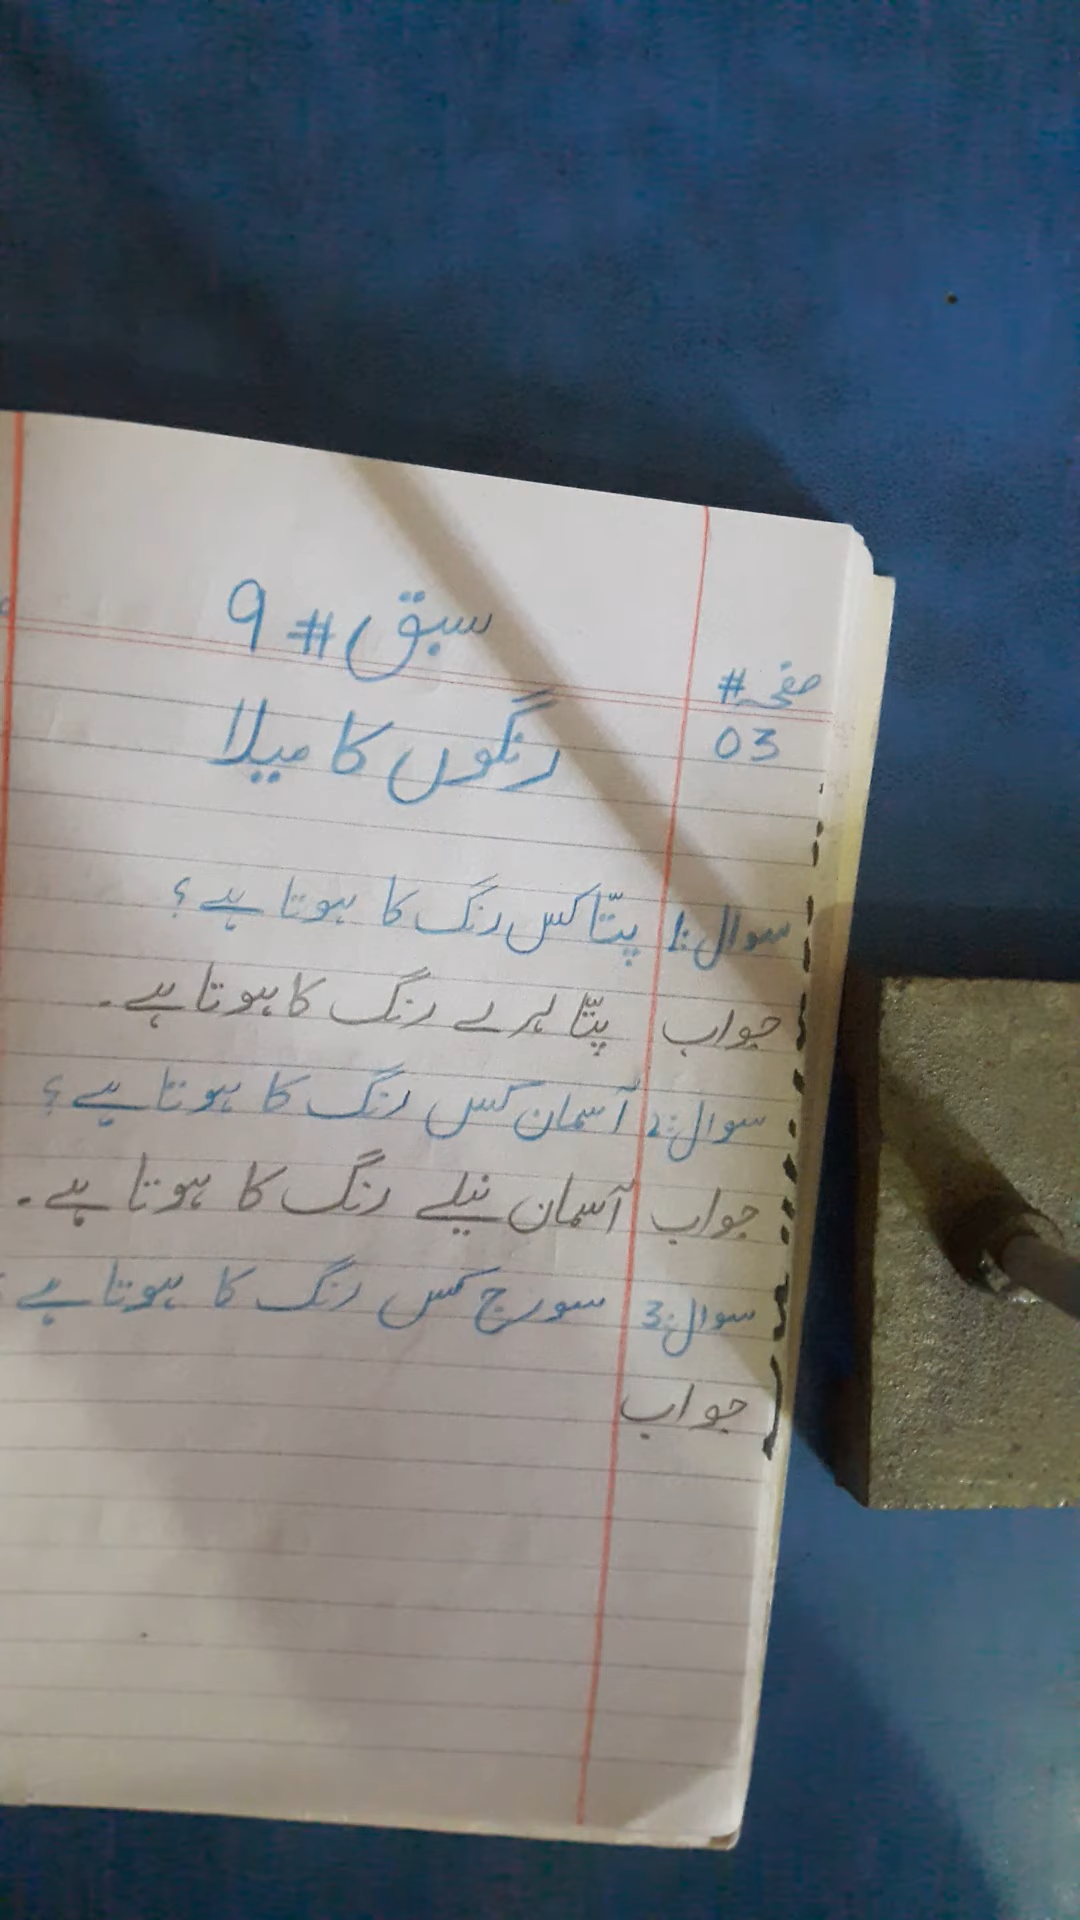 سبق # 9
صفحہ #
03
رنگوں کا میلا
سوال:1 پتّا کس رنگ کا ہوتا ہے؟
جواب پتّا ہرے رنگ کا ہوتا ہے۔
سوال:2 آسمان کس رنگ کا ہوتا ہے؟
جواب آسمان نیلے رنگ کا ہوتا ہے۔
سوال:3 سورج کس رنگ کا ہوتا ہے
جواب